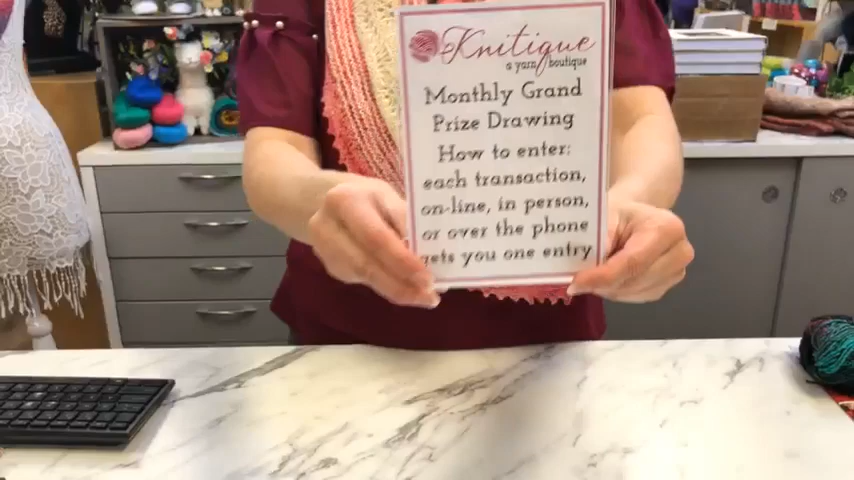 Knitique
a yarn boutique
Monthly Grand
Prize Drawing
How to enter:
each transaction,
on-line, in person,
or over the phone
gets you one entry